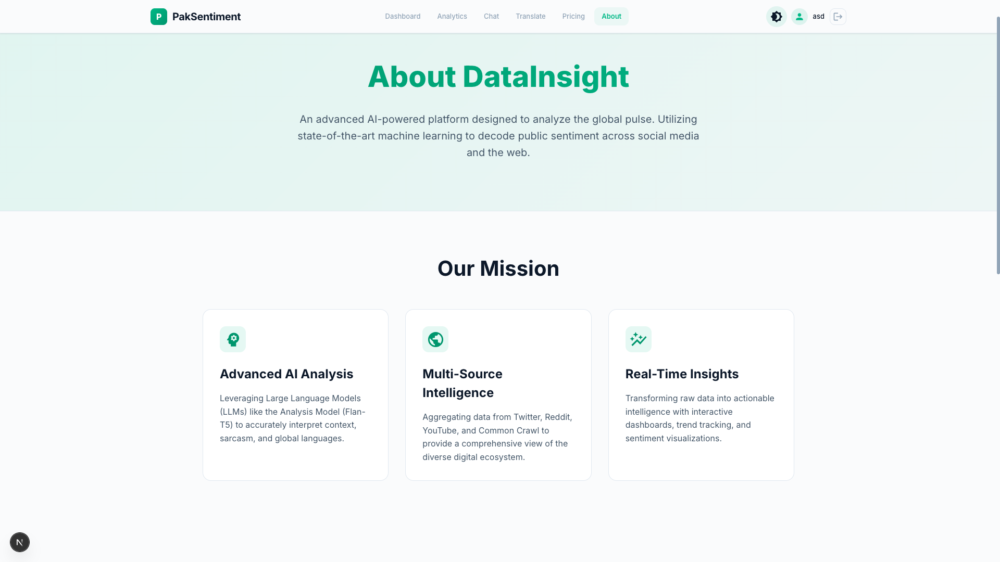 P PakSentiment
Dashboard Analytics Chat Translate Pricing About
asd
About DataInsight
An advanced AI-powered platform designed to analyze the global pulse. Utilizing
state-of-the-art machine learning to decode public sentiment across social media
and the web.
Our Mission
Advanced AI Analysis
Leveraging Large Language Models
(LLMs) like the Analysis Model (Flan-
T5) to accurately interpret context,
sarcasm, and global languages.
Multi-Source
Intelligence
Aggregating data from Twitter, Reddit,
YouTube, and Common Crawl to
provide a comprehensive view of the
diverse digital ecosystem.
Real-Time Insights
Transforming raw data into actionable
intelligence with interactive
dashboards, trend tracking, and
sentiment visualizations.
N